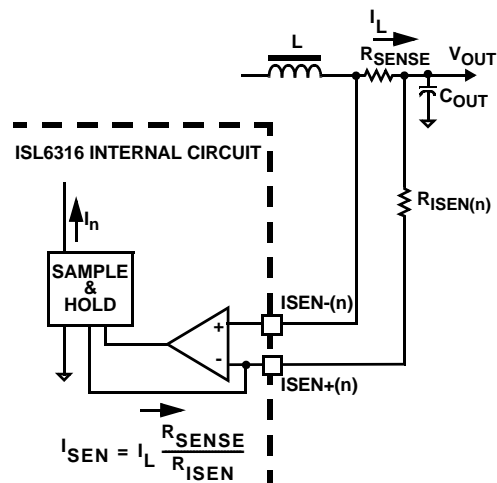 I_L
L
R_SENSE
V_OUT
C_OUT
ISL6316 INTERNAL CIRCUIT
R_ISEN(n)
I_n
SAMPLE
&
HOLD
ISEN-(n)
+
-
ISEN+(n)
I_SEN = I_L R_SENSE / R_ISEN